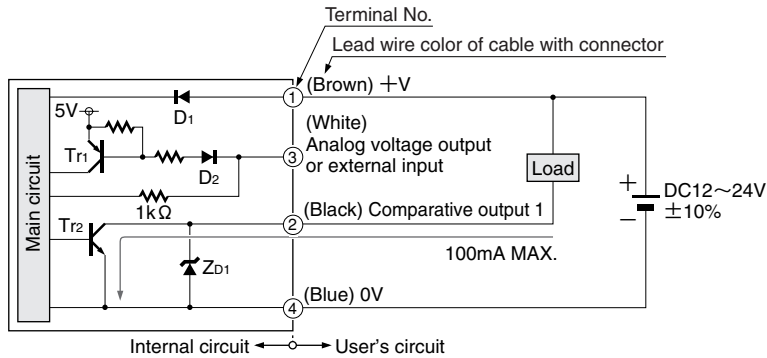 Terminal No.
Lead wire color of cable with connector
(Brown) +V
1
5V
D1
(White)
Analog voltage output
or external input
3
Tr1
D2
Load
Main circuit
1kΩ
+
DC12～24V
−
±10%
(Black) Comparative output 1
2
Tr2
100mA MAX.
ZD1
(Blue) 0V
4
Internal circuit
User's circuit